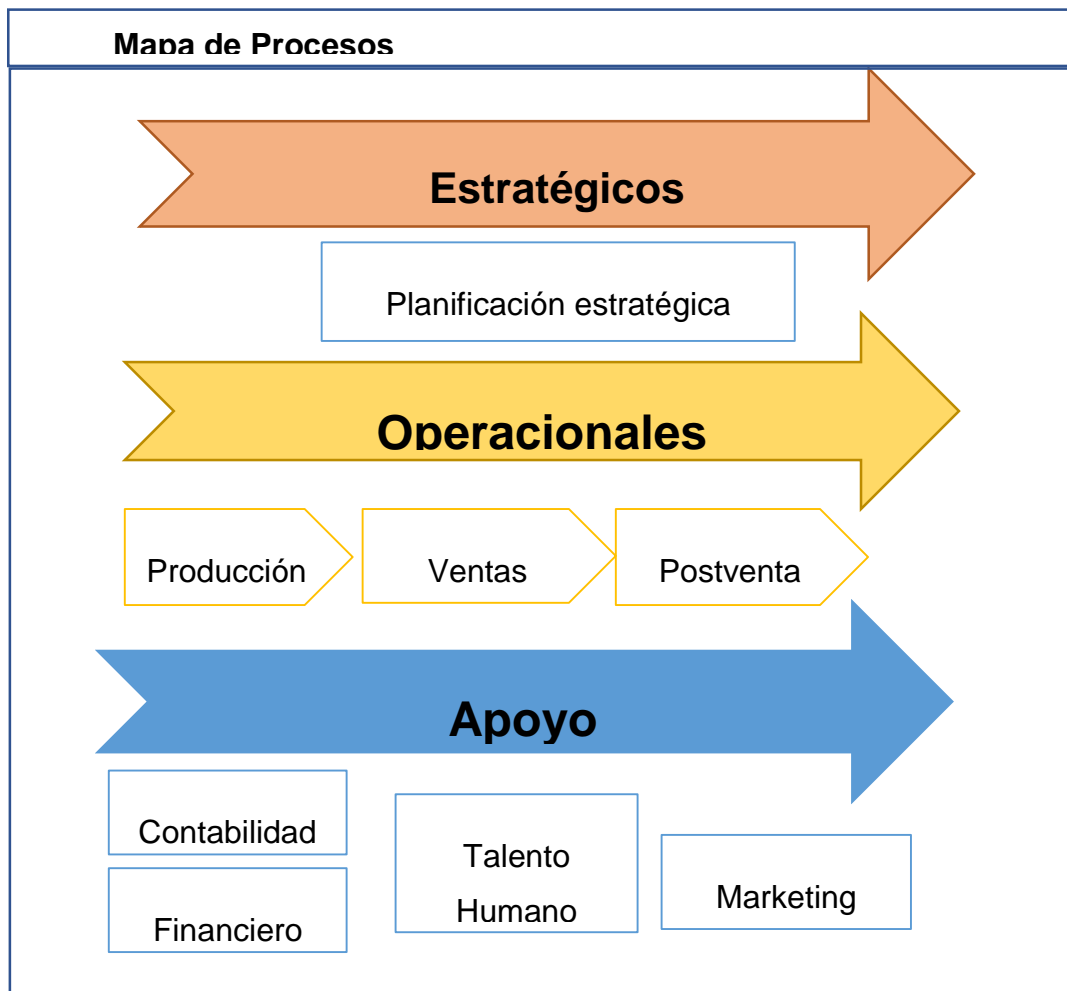 Mapa de Procesos
Estratégicos
Planificación estratégica
Operacionales
Producción
Ventas
Postventa
Apoyo
Contabilidad
Financiero
Talento
Humano
Marketing